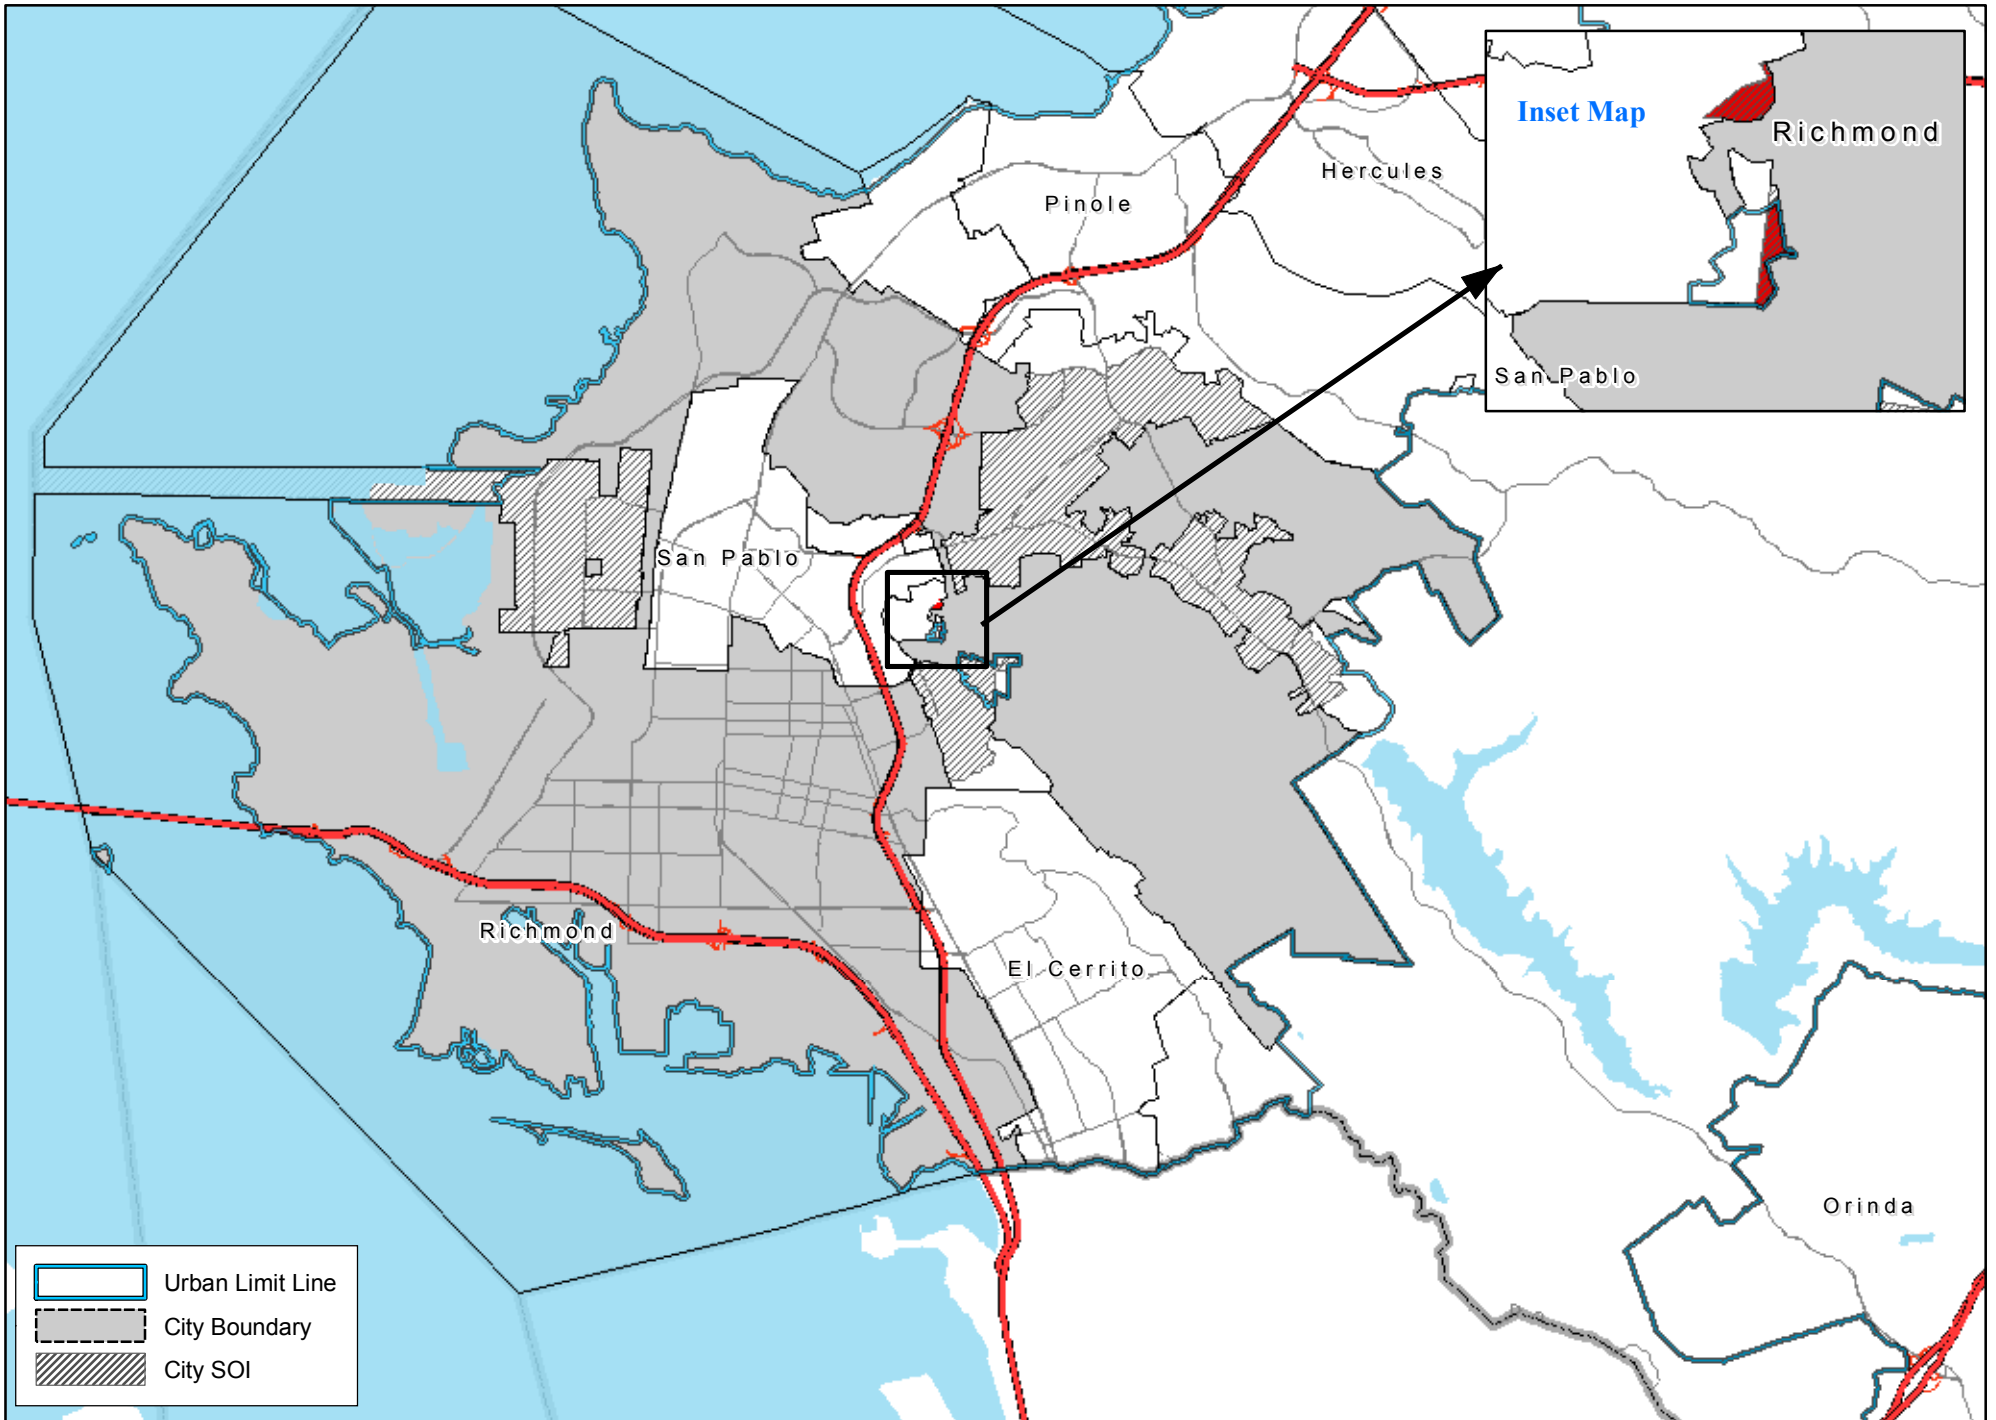 Inset Map
Richmond
San Pablo
Hercules
Pinole
San Pablo
Richmond
El Cerrito
Orinda
Urban Limit Line
City Boundary
City SOI